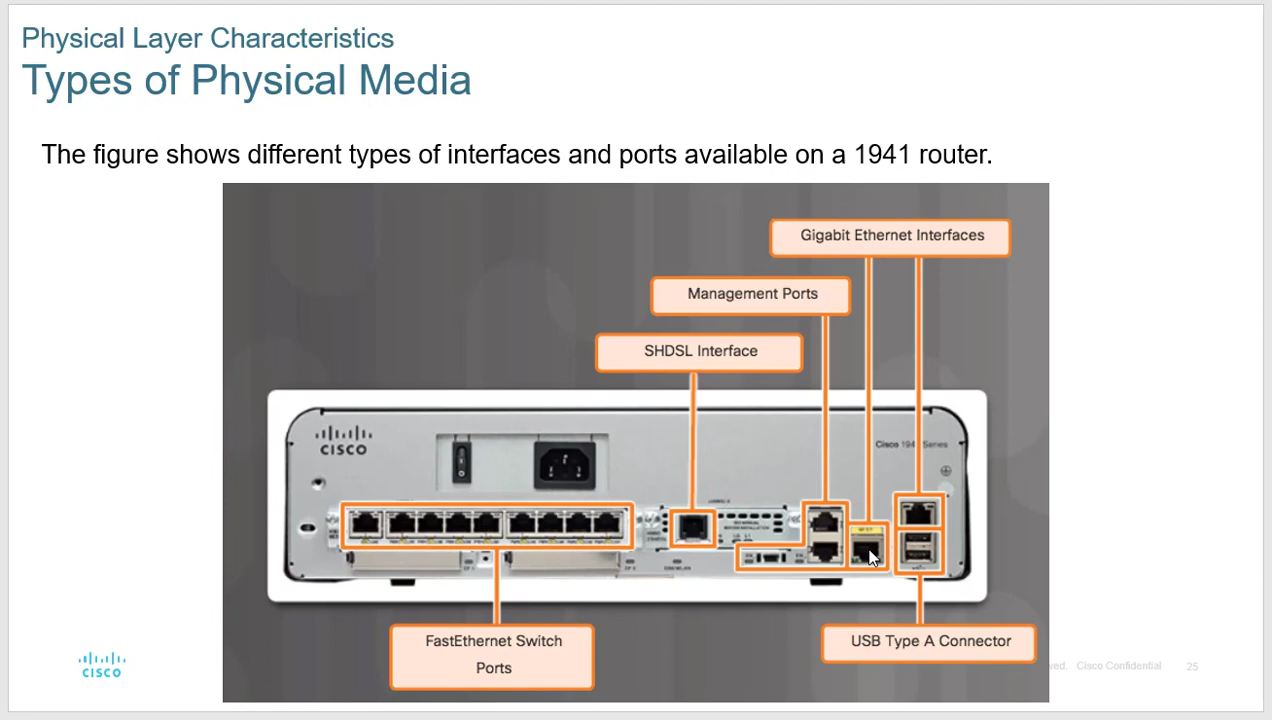 Physical Layer Characteristics
Types of Physical Media
The figure shows different types of interfaces and ports available on a 1941 router.
Gigabit Ethernet Interfaces
Management Ports
SHDSL Interface
CISCO
Cisco 194 Series
FastEthernet Switch
Ports
USB Type A Connector
CISCO
ved. Cisco Confidential 25